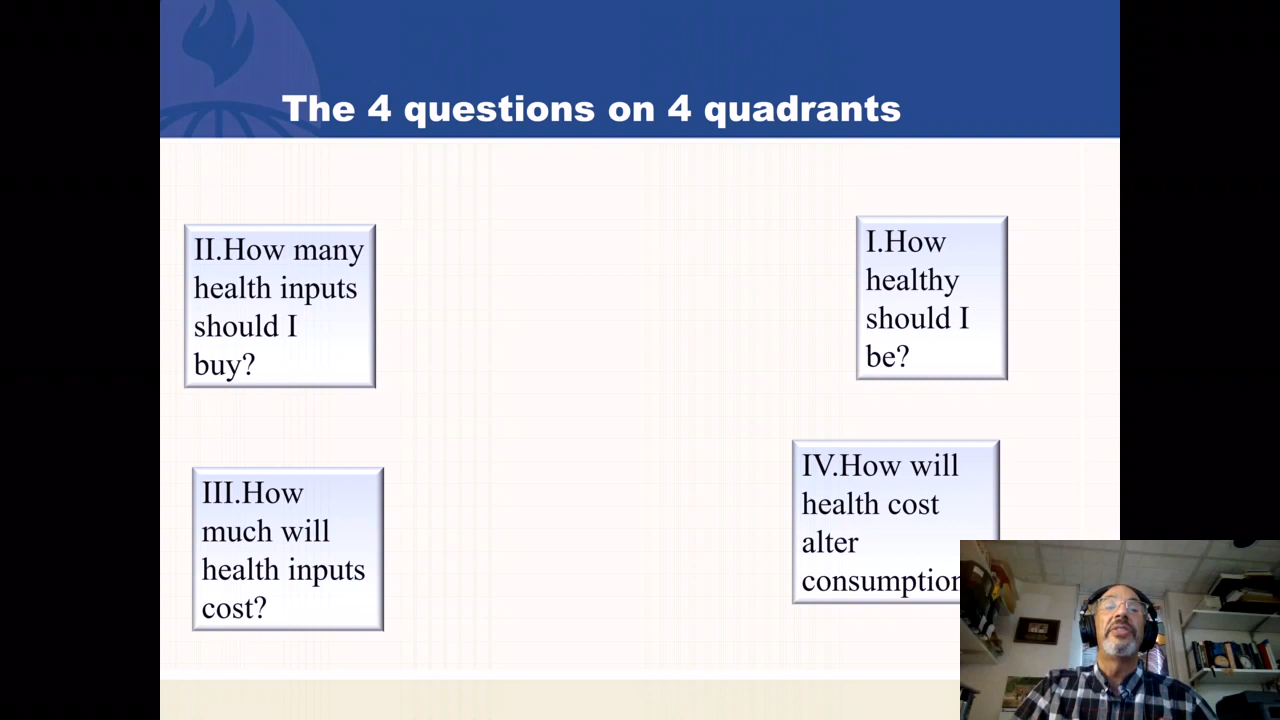 The 4 questions on 4 quadrants
II.How many
health inputs
should I
buy?
I.How
healthy
should I
be?
III.How
much will
health inputs
cost?
IV.How will
health cost
alter
consumption